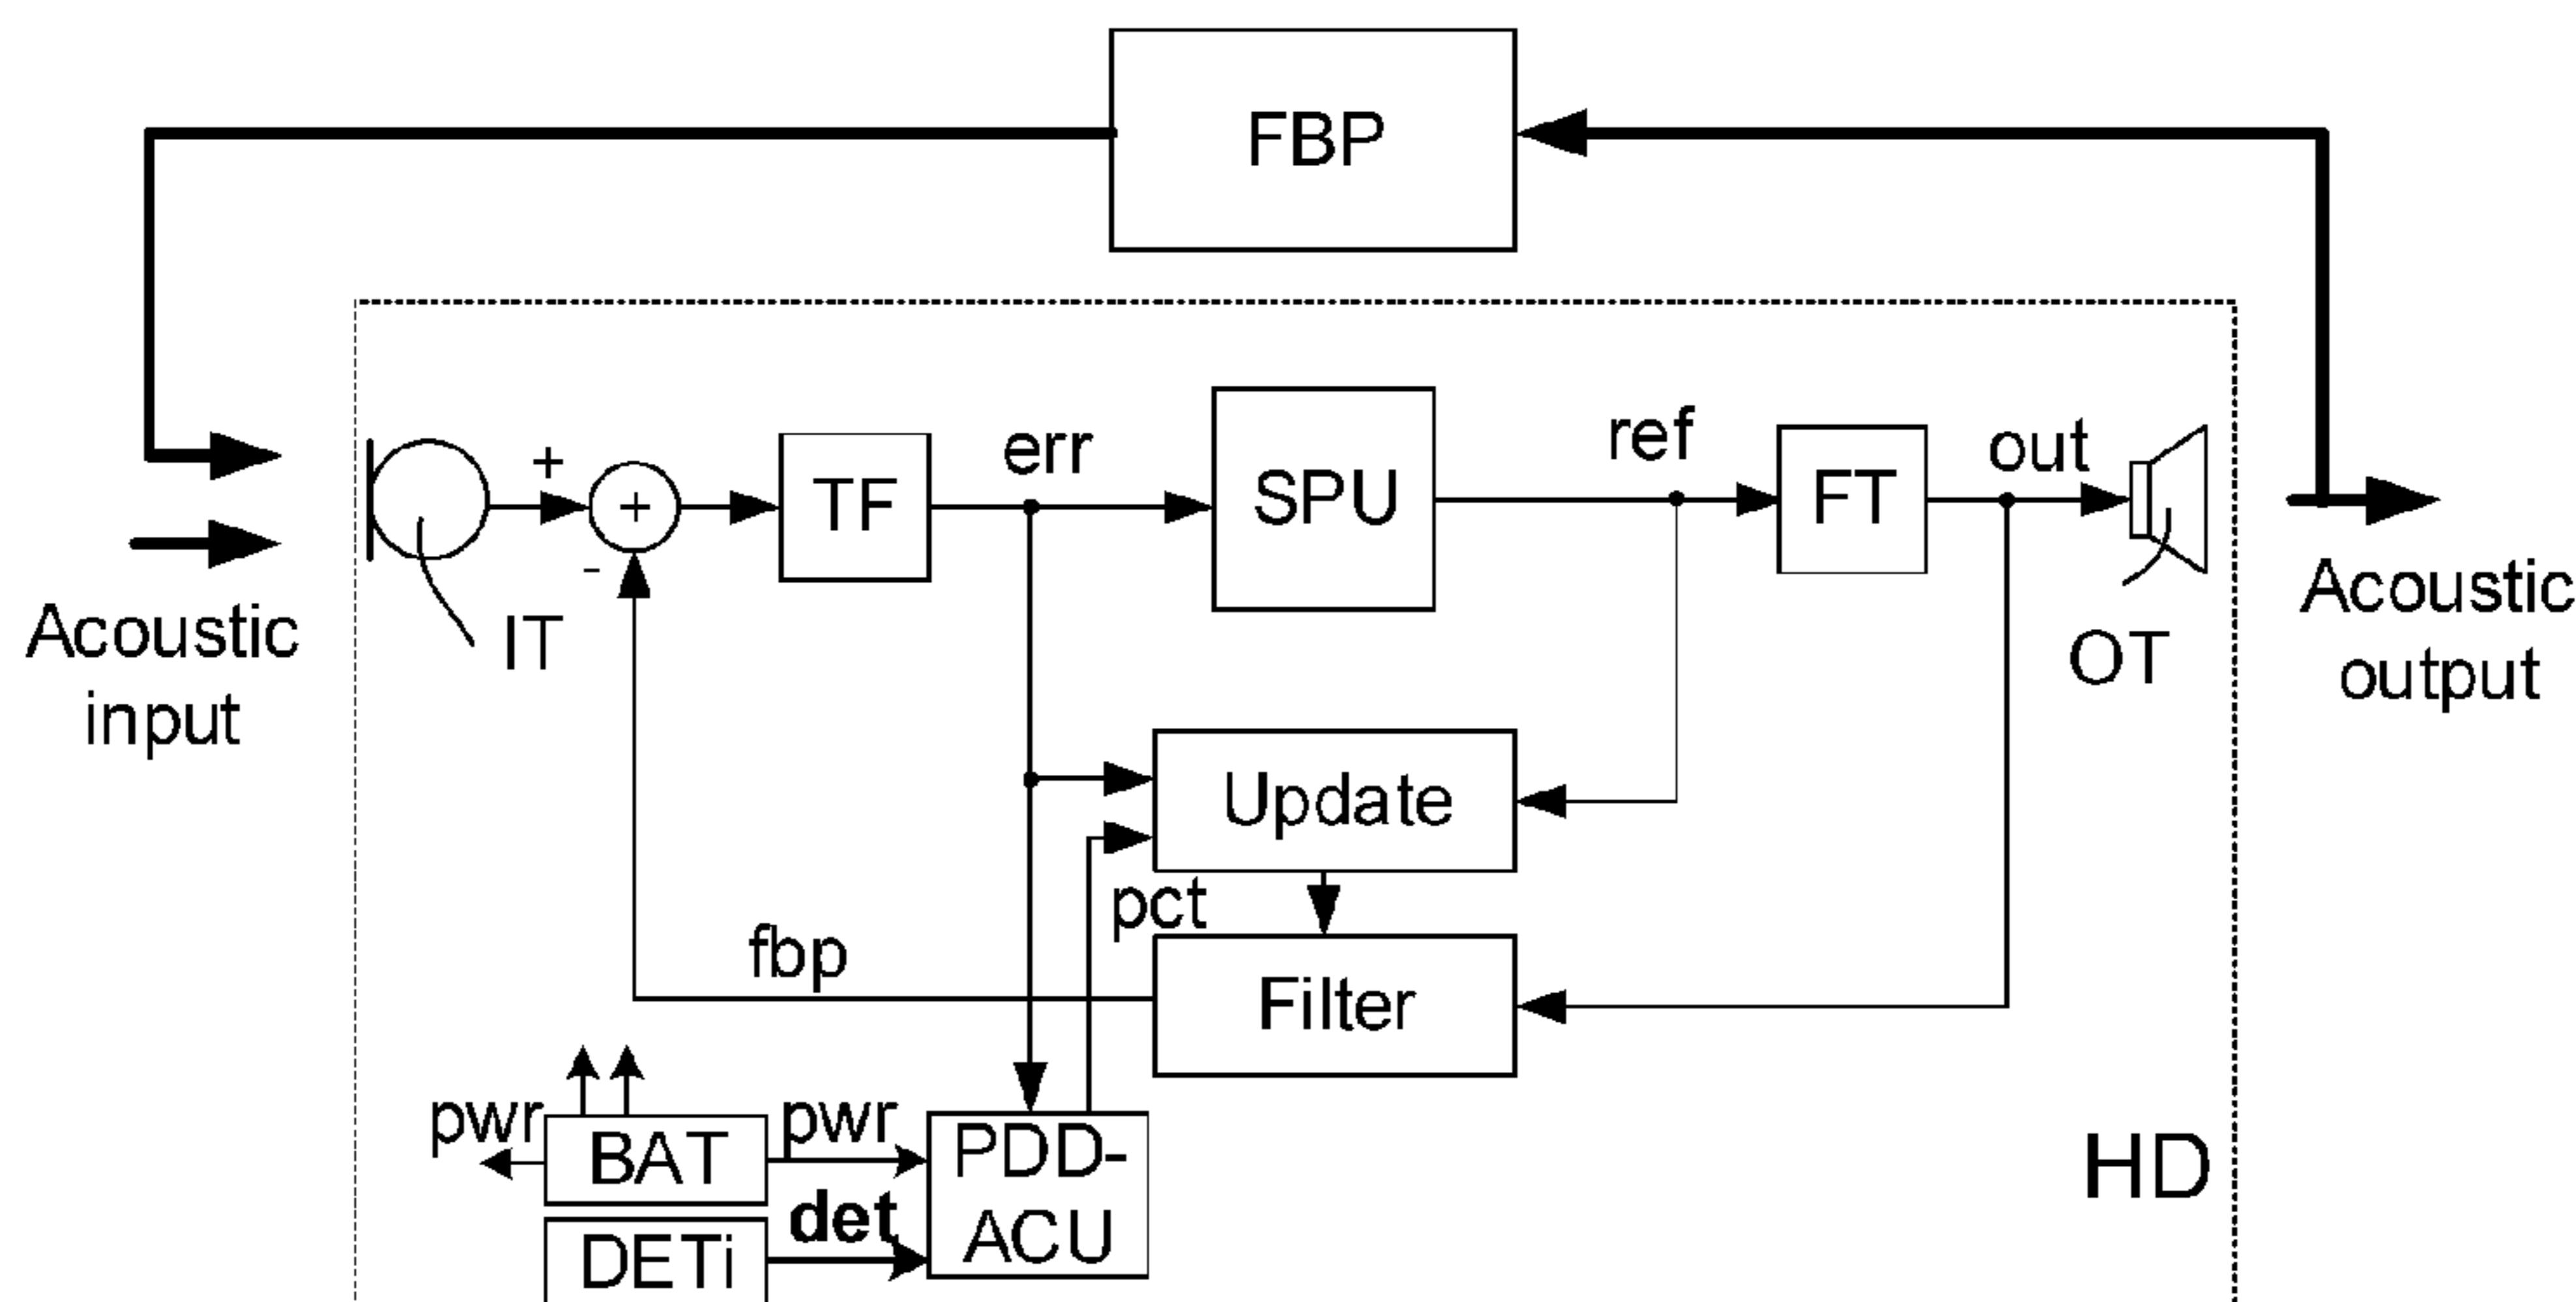 FBP
+
+
-
TF
err
SPU
ref
FT
out
IT
OT
Acoustic
input
Acoustic
output
Update
pct
fbp
Filter
pwr
BAT
pwr
det
DETi
PDD-
ACU
HD